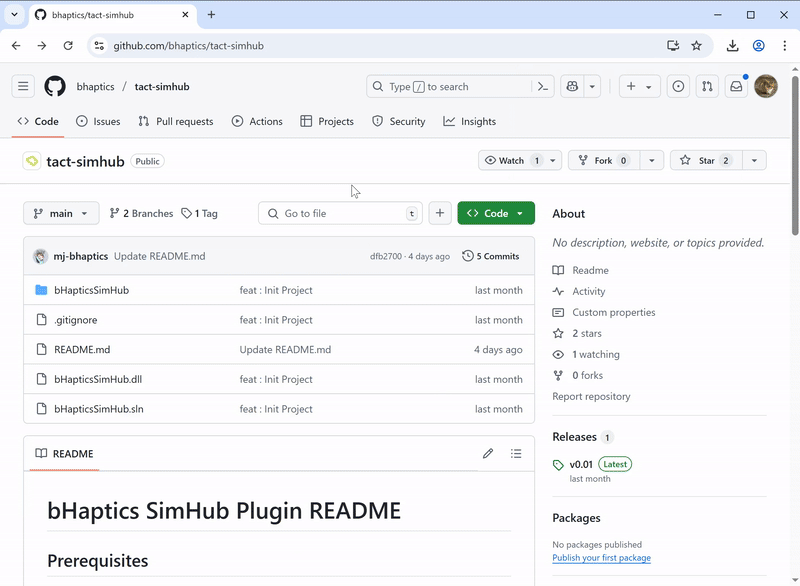 bhaptics/tact-simhub
github.com/bhaptics/tact-simhub
bhaptics / tact-simhub
Type / to search
Code
Issues
Pull requests
Actions
Projects
Security
Insights
tact-simhub Public
Watch 1
Fork 0
Star 2
main
2 Branches
1 Tag
Go to file t
Code
mj-bhaptics Update README.md dfb2700 · 4 days ago 5 Commits
bHapticsSimHub feat : Init Project last month
.gitignore feat : Init Project last month
README.md Update README.md 4 days ago
bHapticsSimHub.dll feat : Init Project last month
bHapticsSimHub.sln feat : Init Project last month
README
bHaptics SimHub Plugin README
Prerequisites
About
No description, website, or topics provided.
Readme
Activity
Custom properties
2 stars
1 watching
0 forks
Report repository
Releases 1
v0.01 Latest
last month
Packages
No packages published
Publish your first package